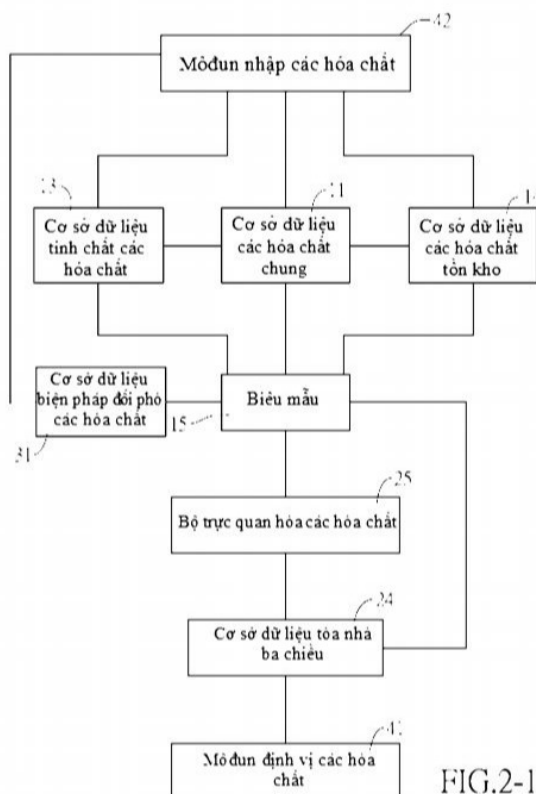 42
Môđun nhập các hóa chất
Cơ sở dữ liệu
tính chất các
hóa chất
Cơ sở dữ liệu
các hóa chất
chung
Cơ sở dữ liệu
các hóa chất
tồn kho
Cơ sở dữ liệu
biện pháp đối phó
các hóa chất
31
Biểu mẫu
15
25
Bộ trực quan hóa các hóa chất
24
Cơ sở dữ liệu tòa nhà
ba chiều
Môđun định vị các hóa
chất
FIG.2-1